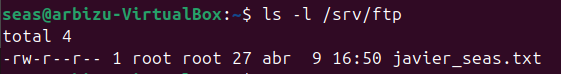 seas@arbizu-VirtualBox:~$ ls -l /srv/ftp
total 4
-rw-r--r-- 1 root root 27 abr  9 16:50 javier_seas.txt